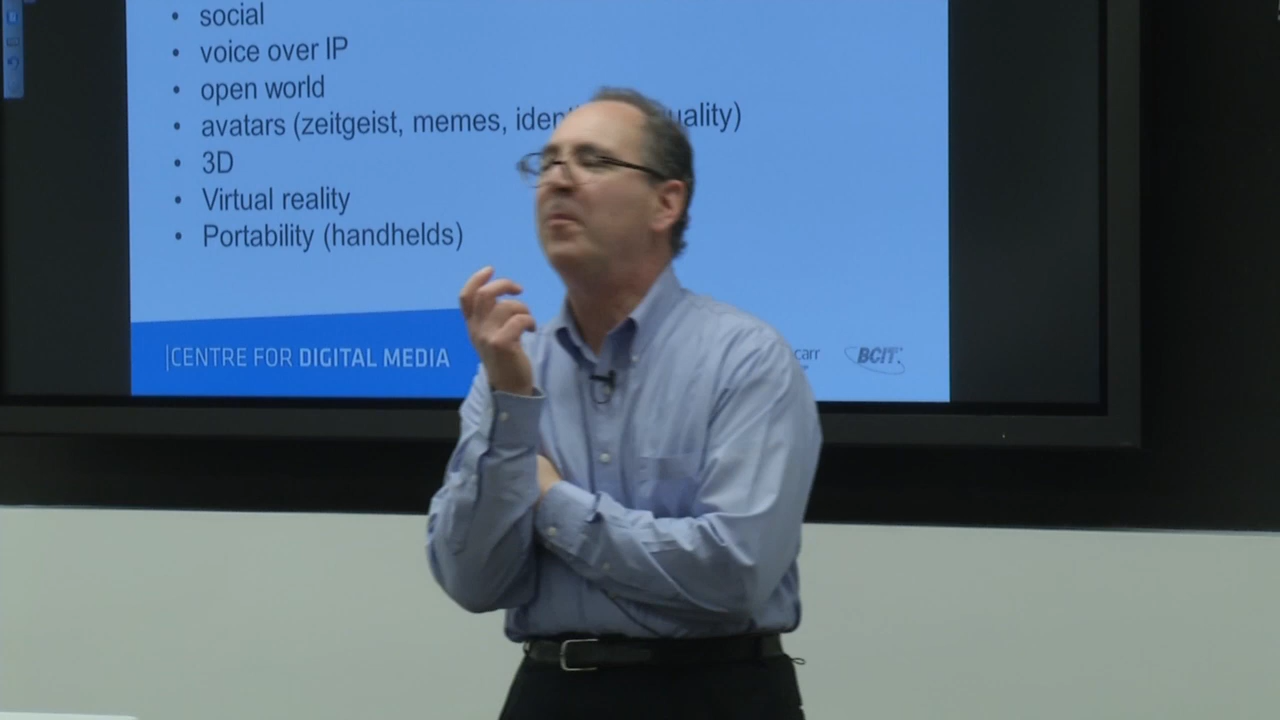 • social
• voice over IP
• open world
• avatars (zeitgeist, memes,
• 3D
• Virtual reality
• Portability (handhelds)
|CENTRE FOR DIGITAL MEDIA
BCIT